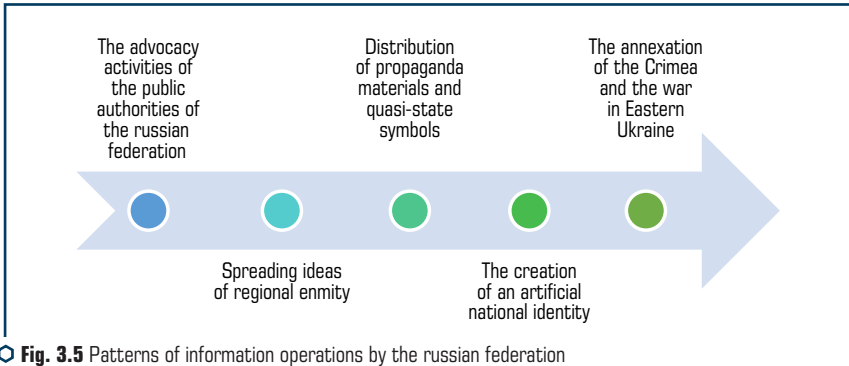 The advocacy
activities of
the public
authorities of
the russian
federation
Spreading ideas
of regional enmity
Distribution
of propaganda
materials and
quasi-state
symbols
The creation
of an artificial
national identity
The annexation
of the Crimea
and the war
in Eastern
Ukraine
Fig. 3.5 Patterns of information operations by the russian federation